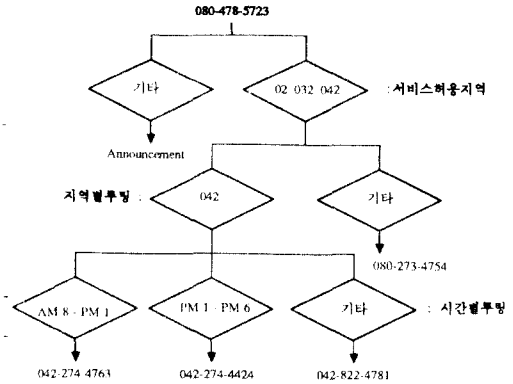 080-478-5723
기타
02 032 042
: 서비스허용지역
Announcement
지역별루팅 :
042
기타
080-273-4754
AM 8 - PM 1
PM 1 - PM 6
기타
: 시간별루팅
042-274-4763
042-274-4424
042-822-4781